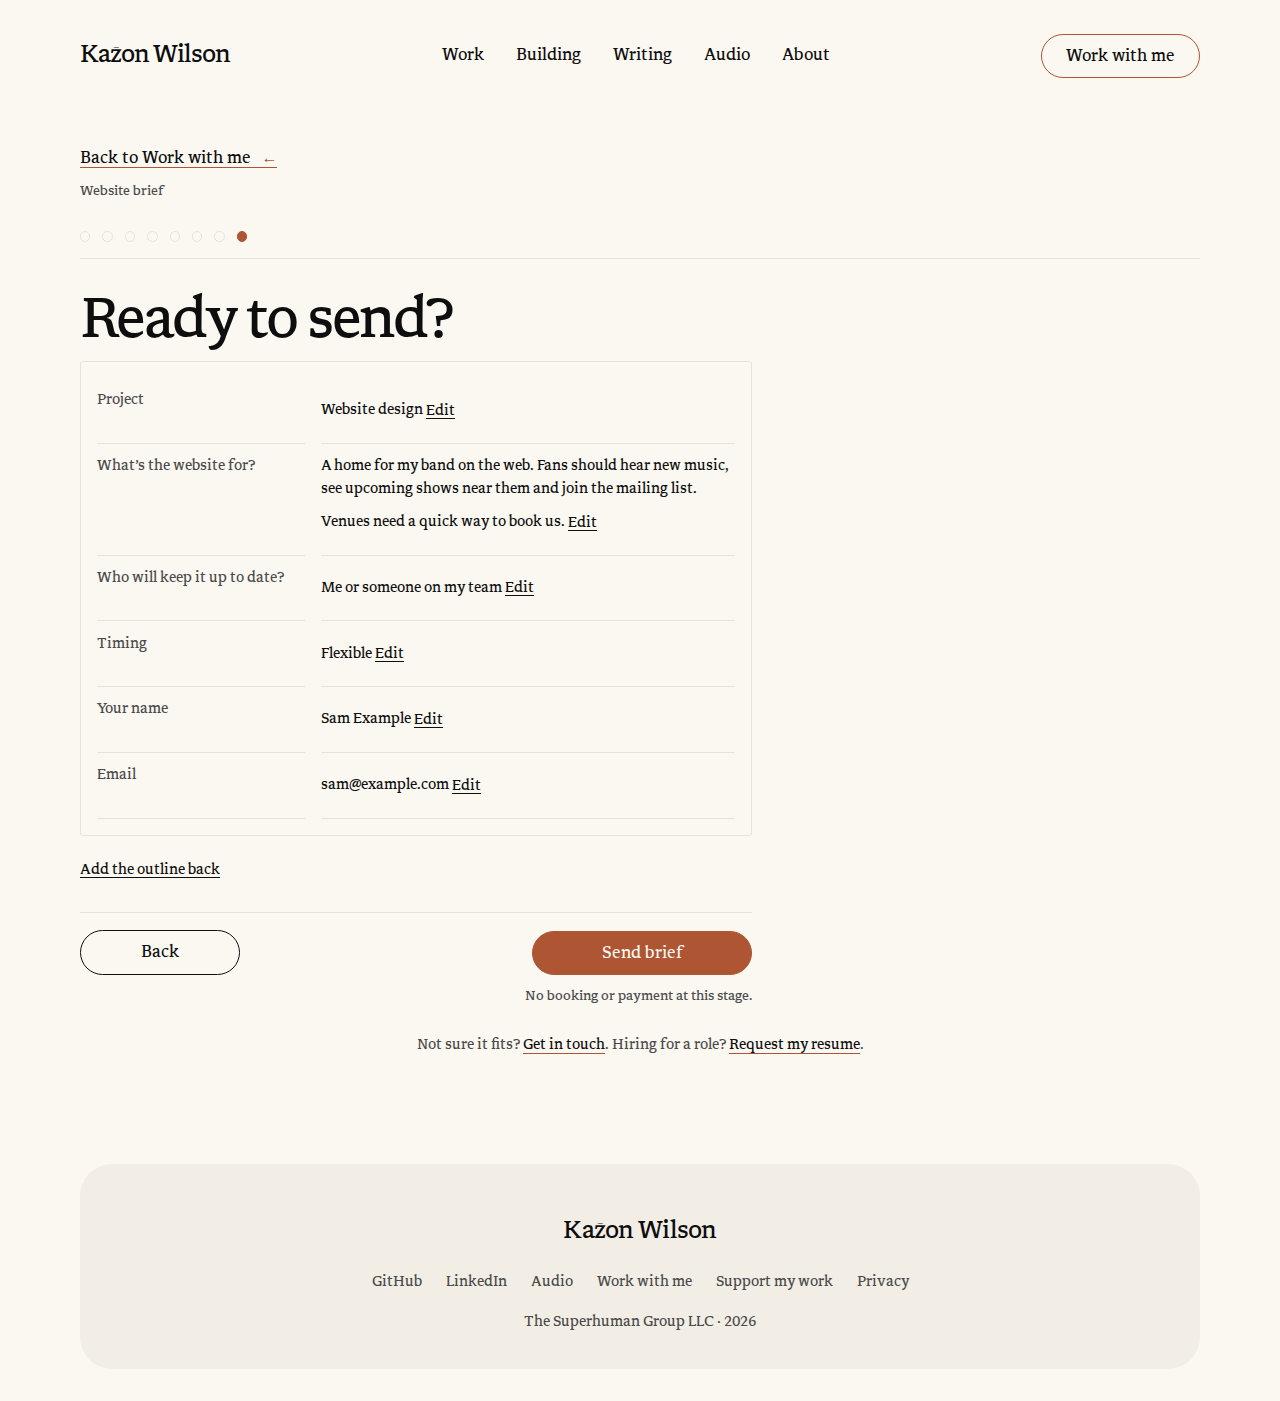 Kažon Wilson
Work
Building
Writing
Audio
About
Work with me
Back to Work with me ←
Website brief
Ready to send?
Project
Website design Edit
What’s the website for?
A home for my band on the web. Fans should hear new music,
see upcoming shows near them and join the mailing list.
Venues need a quick way to book us. Edit
Who will keep it up to date?
Me or someone on my team Edit
Timing
Flexible Edit
Your name
Sam Example Edit
Email
sam@example.com Edit
Add the outline back
Back
Send brief
No booking or payment at this stage.
Not sure it fits? Get in touch. Hiring for a role? Request my resume.
Kažon Wilson
GitHub
LinkedIn
Audio
Work with me
Support my work
Privacy
The Superhuman Group LLC · 2026